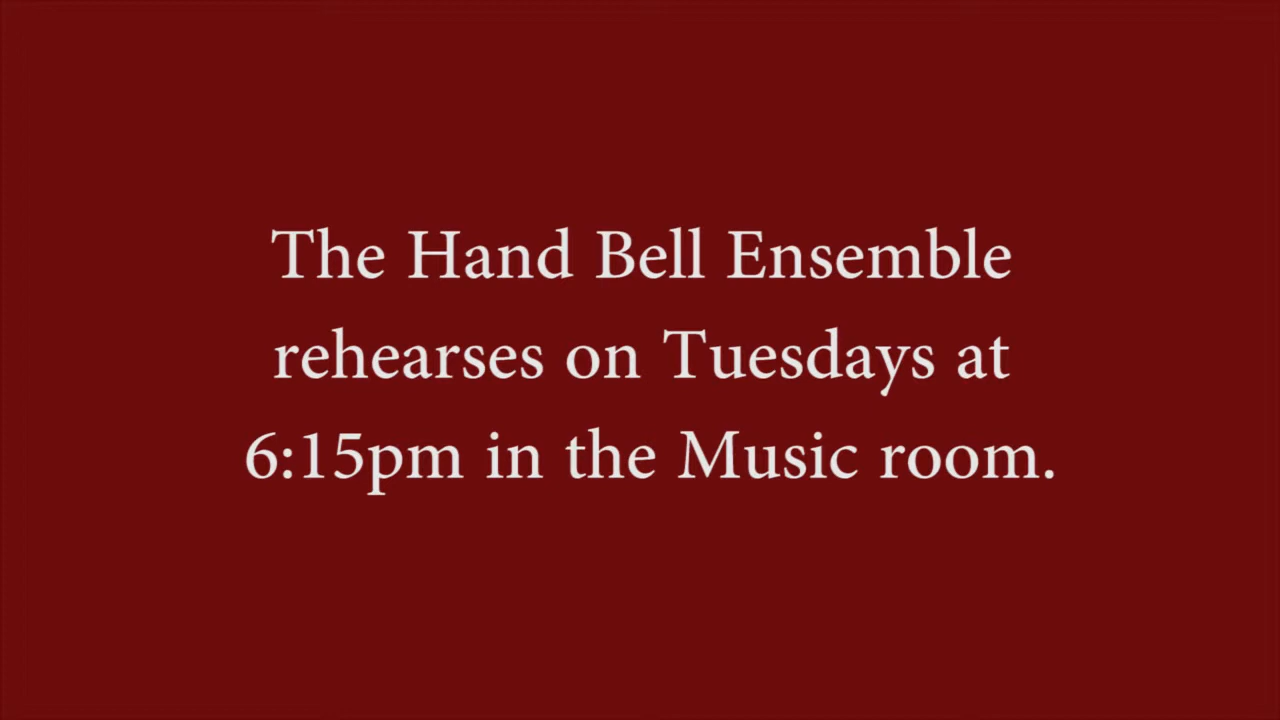 The Hand Bell Ensemble
rehearses on Tuesdays at
6:15pm in the Music room.